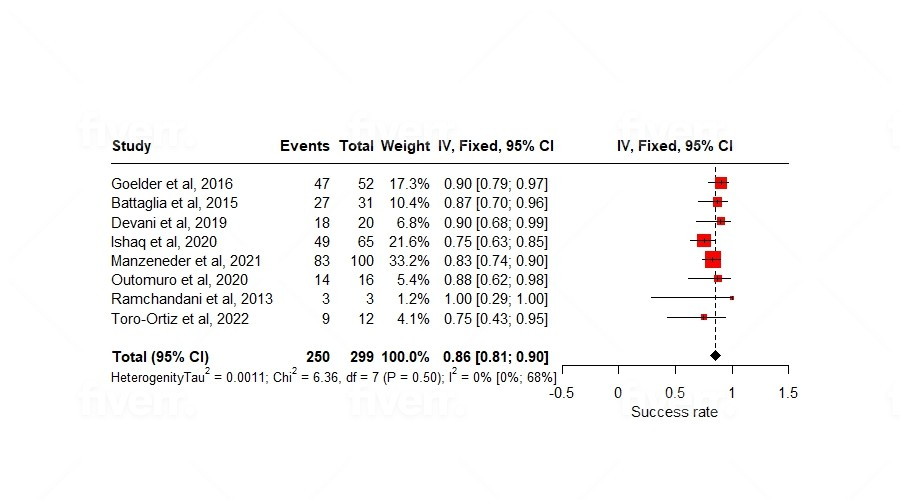 Study Events Total Weight IV, Fixed, 95% CI IV, Fixed, 95% CI
Goelder et al, 2016 47 52 17.3% 0.90 [0.79; 0.97]
Battaglia et al, 2015 27 31 10.4% 0.87 [0.70; 0.96]
Devani et al, 2019 18 20 6.8% 0.90 [0.68; 0.99]
Ishaq et al, 2020 49 65 21.6% 0.75 [0.63; 0.85]
Manzeneder et al, 2021 83 100 33.2% 0.83 [0.74; 0.90]
Outomuro et al, 2020 14 16 5.4% 0.88 [0.62; 0.98]
Ramchandani et al, 2013 3 3 1.2% 1.00 [0.29; 1.00]
Toro-Ortiz et al, 2022 9 12 4.1% 0.75 [0.43; 0.95]
Total (95% CI) 250 299 100.0% 0.86 [0.81; 0.90]
HeterogenityTau² = 0.0011; Chi² = 6.36, df = 7 (P = 0.50); I² = 0% [0%; 68%]
-0.5 0 0.5 1 1.5
Success rate
fiverr.
fiverr.
fiverr.
fiverr.
fiverr.
fiverr.